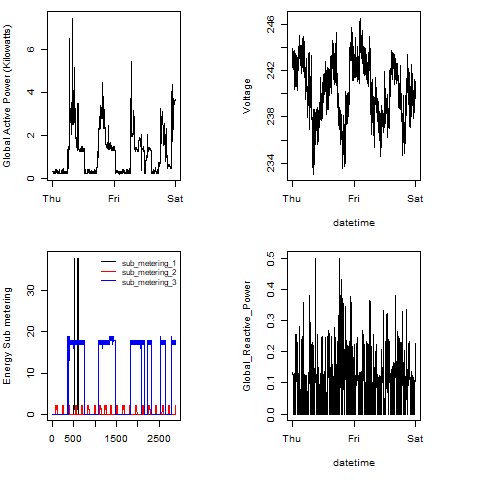 Global Active Power (Kilowatts)
0 2 4 6
Thu Fri Sat
Voltage
234 238 242 246
Thu Fri Sat
datetime
Energy Sub metering
0 10 20 30
sub_metering_1
sub_metering_2
sub_metering_3
0 500 1500 2500
Global_Reactive_Power
0.0 0.1 0.2 0.3 0.4 0.5
Thu Fri Sat
datetime